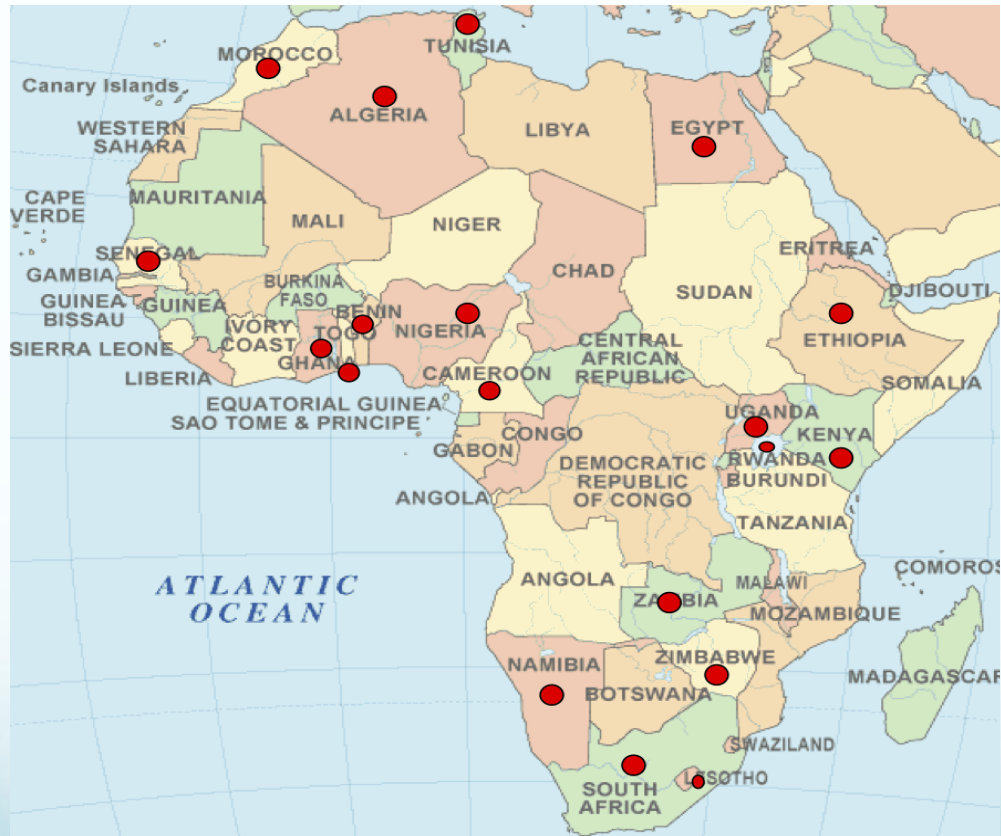 MOROCCO
TUNISIA
Canary Islands
ALGERIA
LIBYA
EGYPT
WESTERN
SAHARA
MAURITANIA
CAPE
VERDE
MALI
NIGER
CHAD
SUDAN
ERITREA
SENEGAL
GAMBIA
GUINEA
BISSAU
GUINEA
BURKINA
FASO
BENIN
DJIBOUTI
SIERRA LEONE
IVORY
COAST
TOGO
GHANA
NIGERIA
ETHIOPIA
CENTRAL
AFRICAN
REPUBLIC
LIBERIA
CAMEROON
SOMALIA
EQUATORIAL GUINEA
SAO TOME & PRINCIPE
UGANDA
KENYA
CONGO
GABON
RWANDA
BURUNDI
DEMOCRATIC
REPUBLIC
OF CONGO
ANGOLA
TANZANIA
ATLANTIC
OCEAN
ANGOLA
MALAWI
COMOROS
ZAMBIA
MOZAMBIQUE
NAMIBIA
ZIMBABWE
BOTSWANA
MADAGASCAR
SWAZILAND
LESOTHO
SOUTH
AFRICA